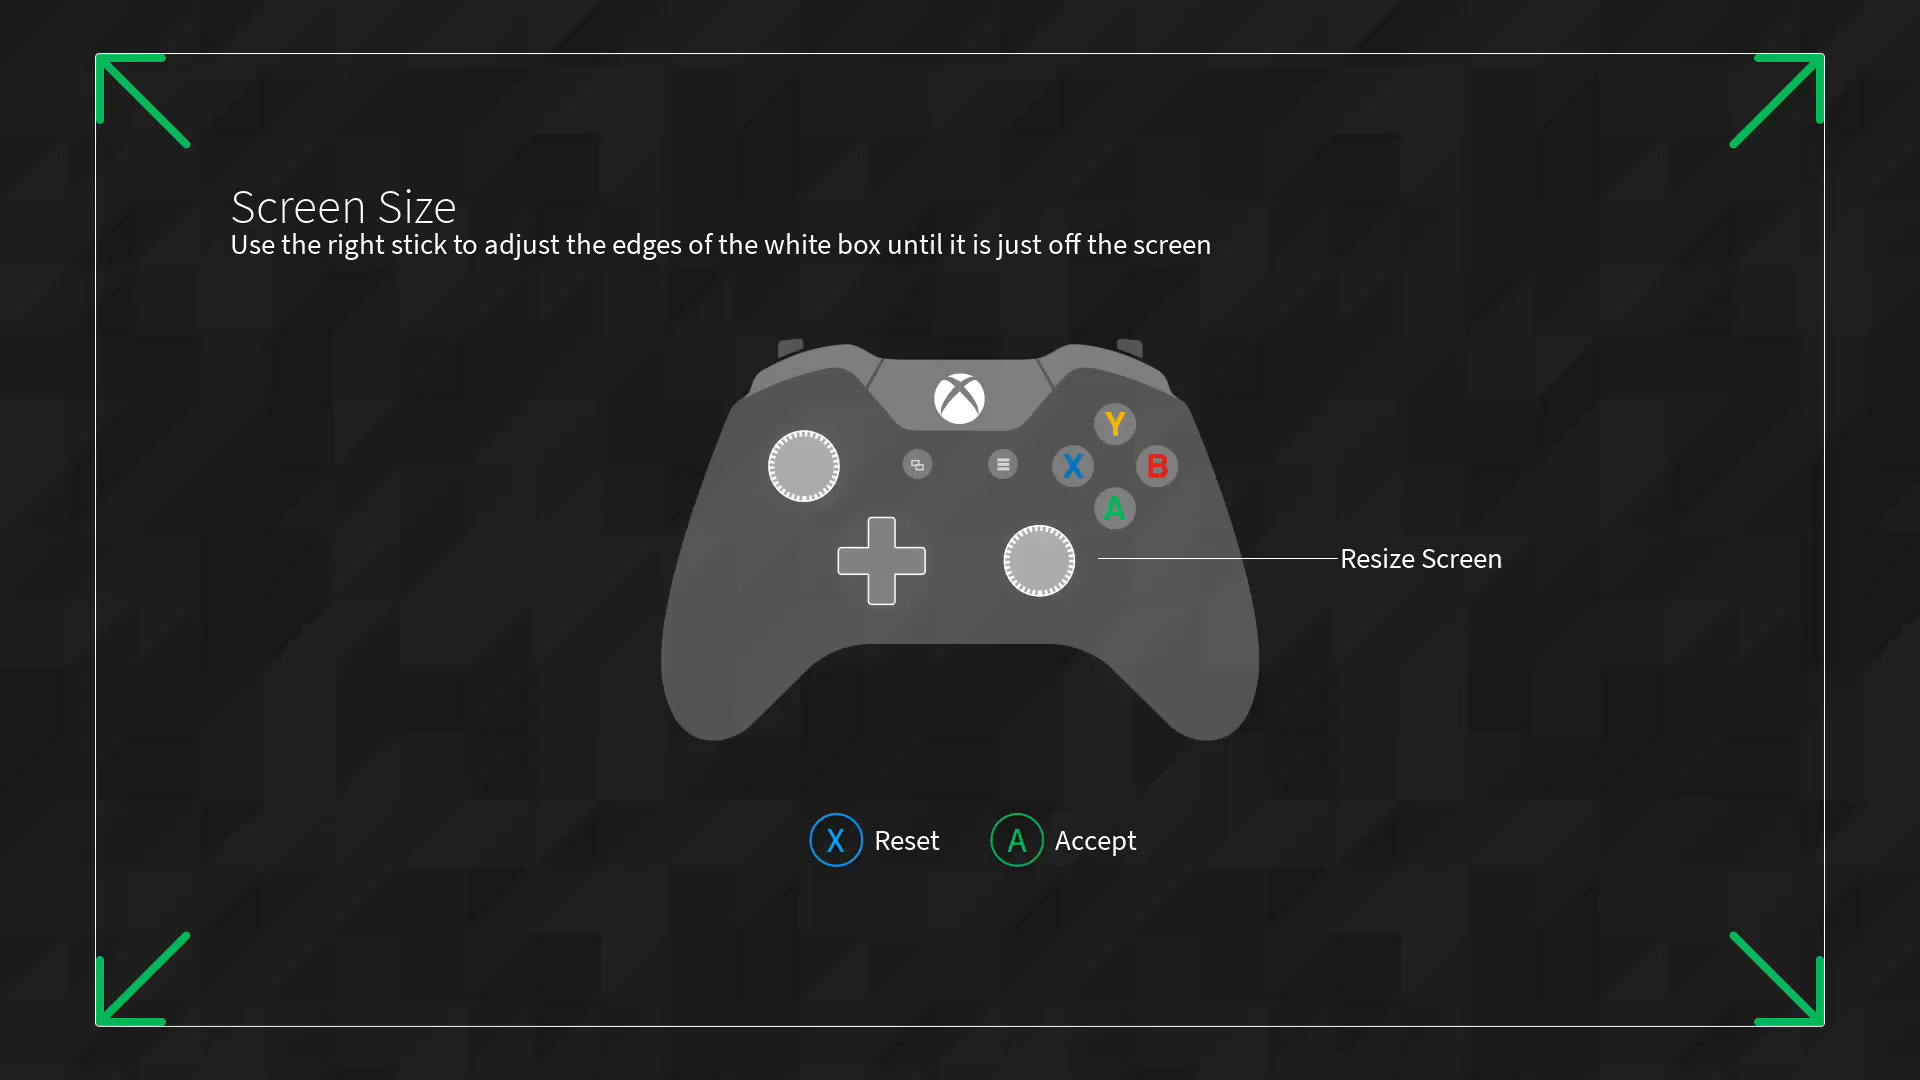 Screen Size
Use the right stick to adjust the edges of the white box until it is just off the screen
Y
X
B
A
Resize Screen
X Reset
A Accept